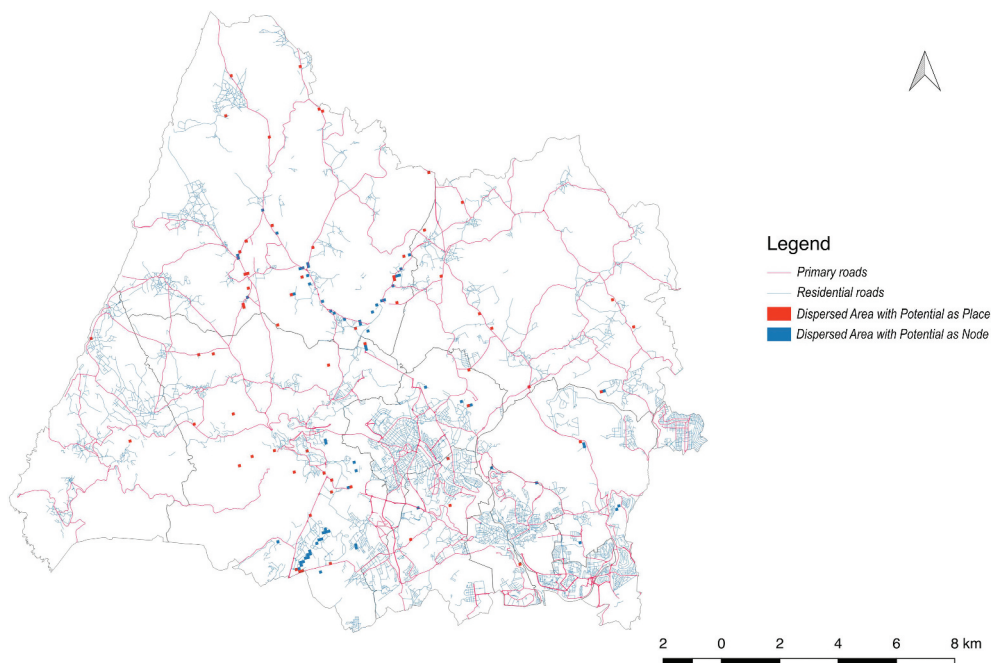 Legend
Primary roads
Residential roads
Dispersed Area with Potential as Place
Dispersed Area with Potential as Node
2 0 2 4 6 8 km